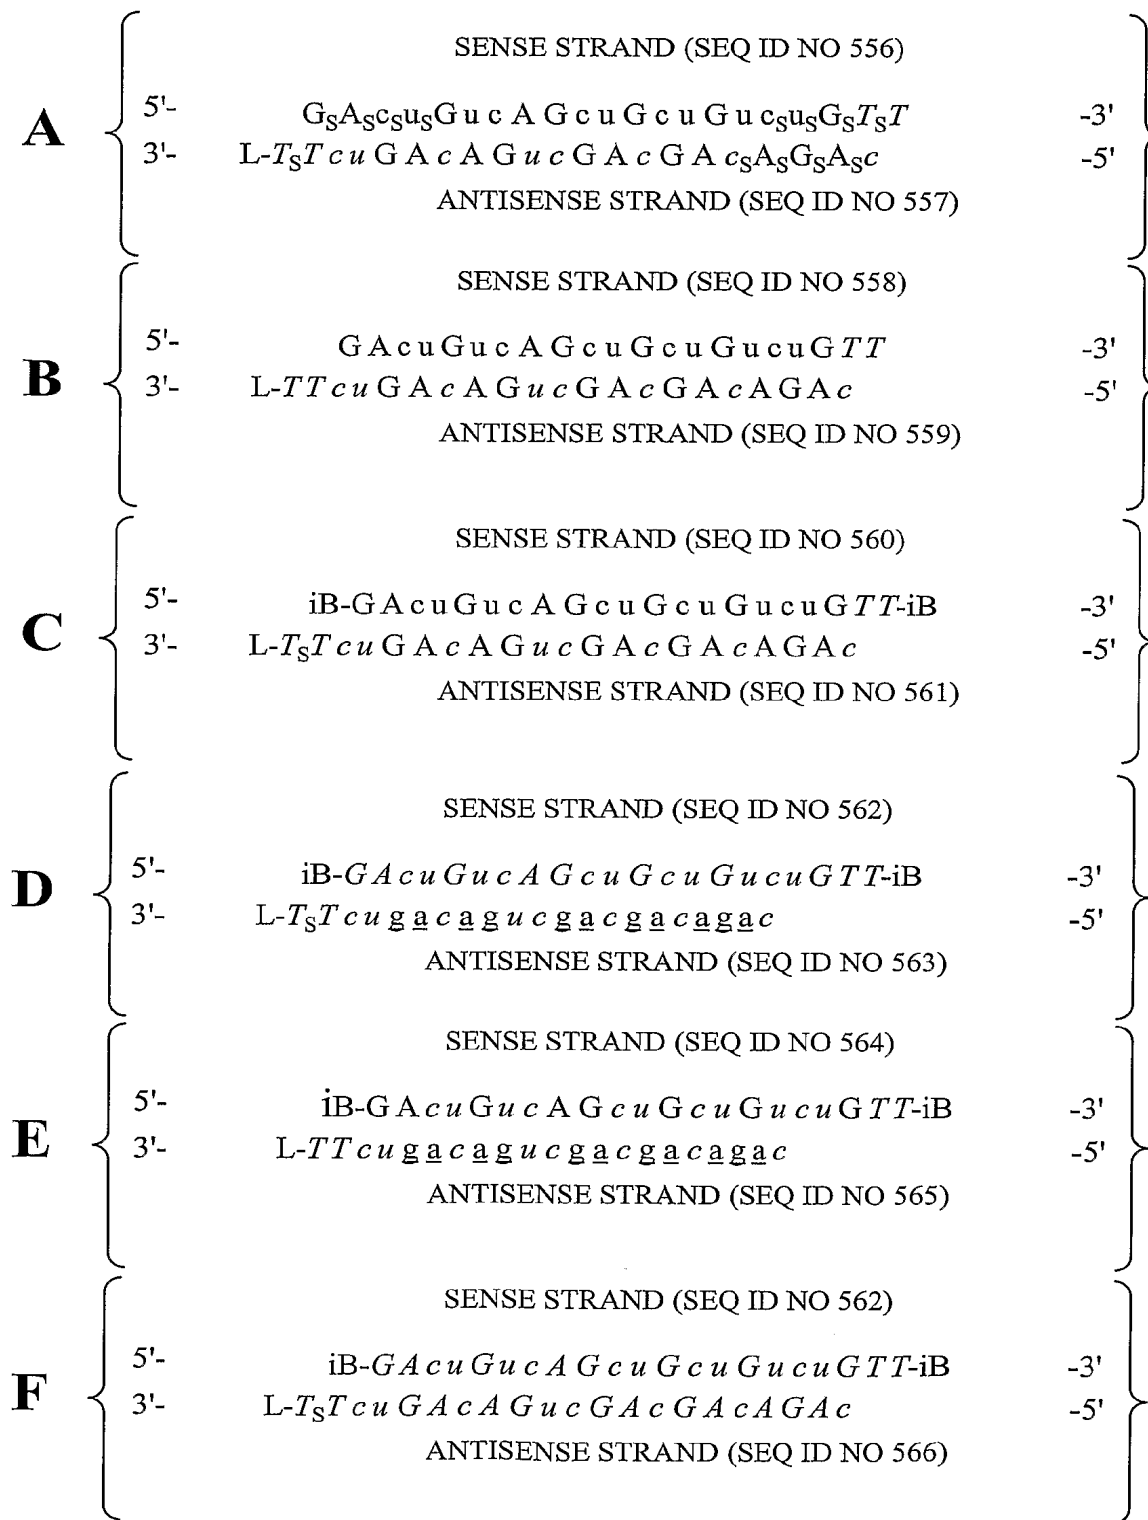 SENSE STRAND (SEQ ID NO 556)
A
5'- GsAscsusGucAGcuGcuGucsusGsTsT -3'
3'- L-TsTcuGAcAGucGAcGAcsAsGsAsc -5'
ANTISENSE STRAND (SEQ ID NO 557)
SENSE STRAND (SEQ ID NO 558)
B
5'- GAcuGucAGcuGcuGucuGTT -3'
3'- L-TTcuGAcAGucGAcGAcAGAc -5'
ANTISENSE STRAND (SEQ ID NO 559)
SENSE STRAND (SEQ ID NO 560)
C
5'- iB-GAcuGucAGcuGcuGucuGTT-iB -3'
3'- L-TsTcuGAcAGucGAcGAcAGAc -5'
ANTISENSE STRAND (SEQ ID NO 561)
SENSE STRAND (SEQ ID NO 562)
D
5'- iB-GAcuGucAGcuGcuGucuGTT-iB -3'
3'- L-TsTcugacagucgacgacagac -5'
ANTISENSE STRAND (SEQ ID NO 563)
SENSE STRAND (SEQ ID NO 564)
E
5'- iB-GAcuGucAGcuGcuGucuGTT-iB -3'
3'- L-TTcugacagucgacgacagac -5'
ANTISENSE STRAND (SEQ ID NO 565)
SENSE STRAND (SEQ ID NO 562)
F
5'- iB-GAcuGucAGcuGcuGucuGTT-iB -3'
3'- L-TsTcuGAcAGucGAcGAcAGAc -5'
ANTISENSE STRAND (SEQ ID NO 566)